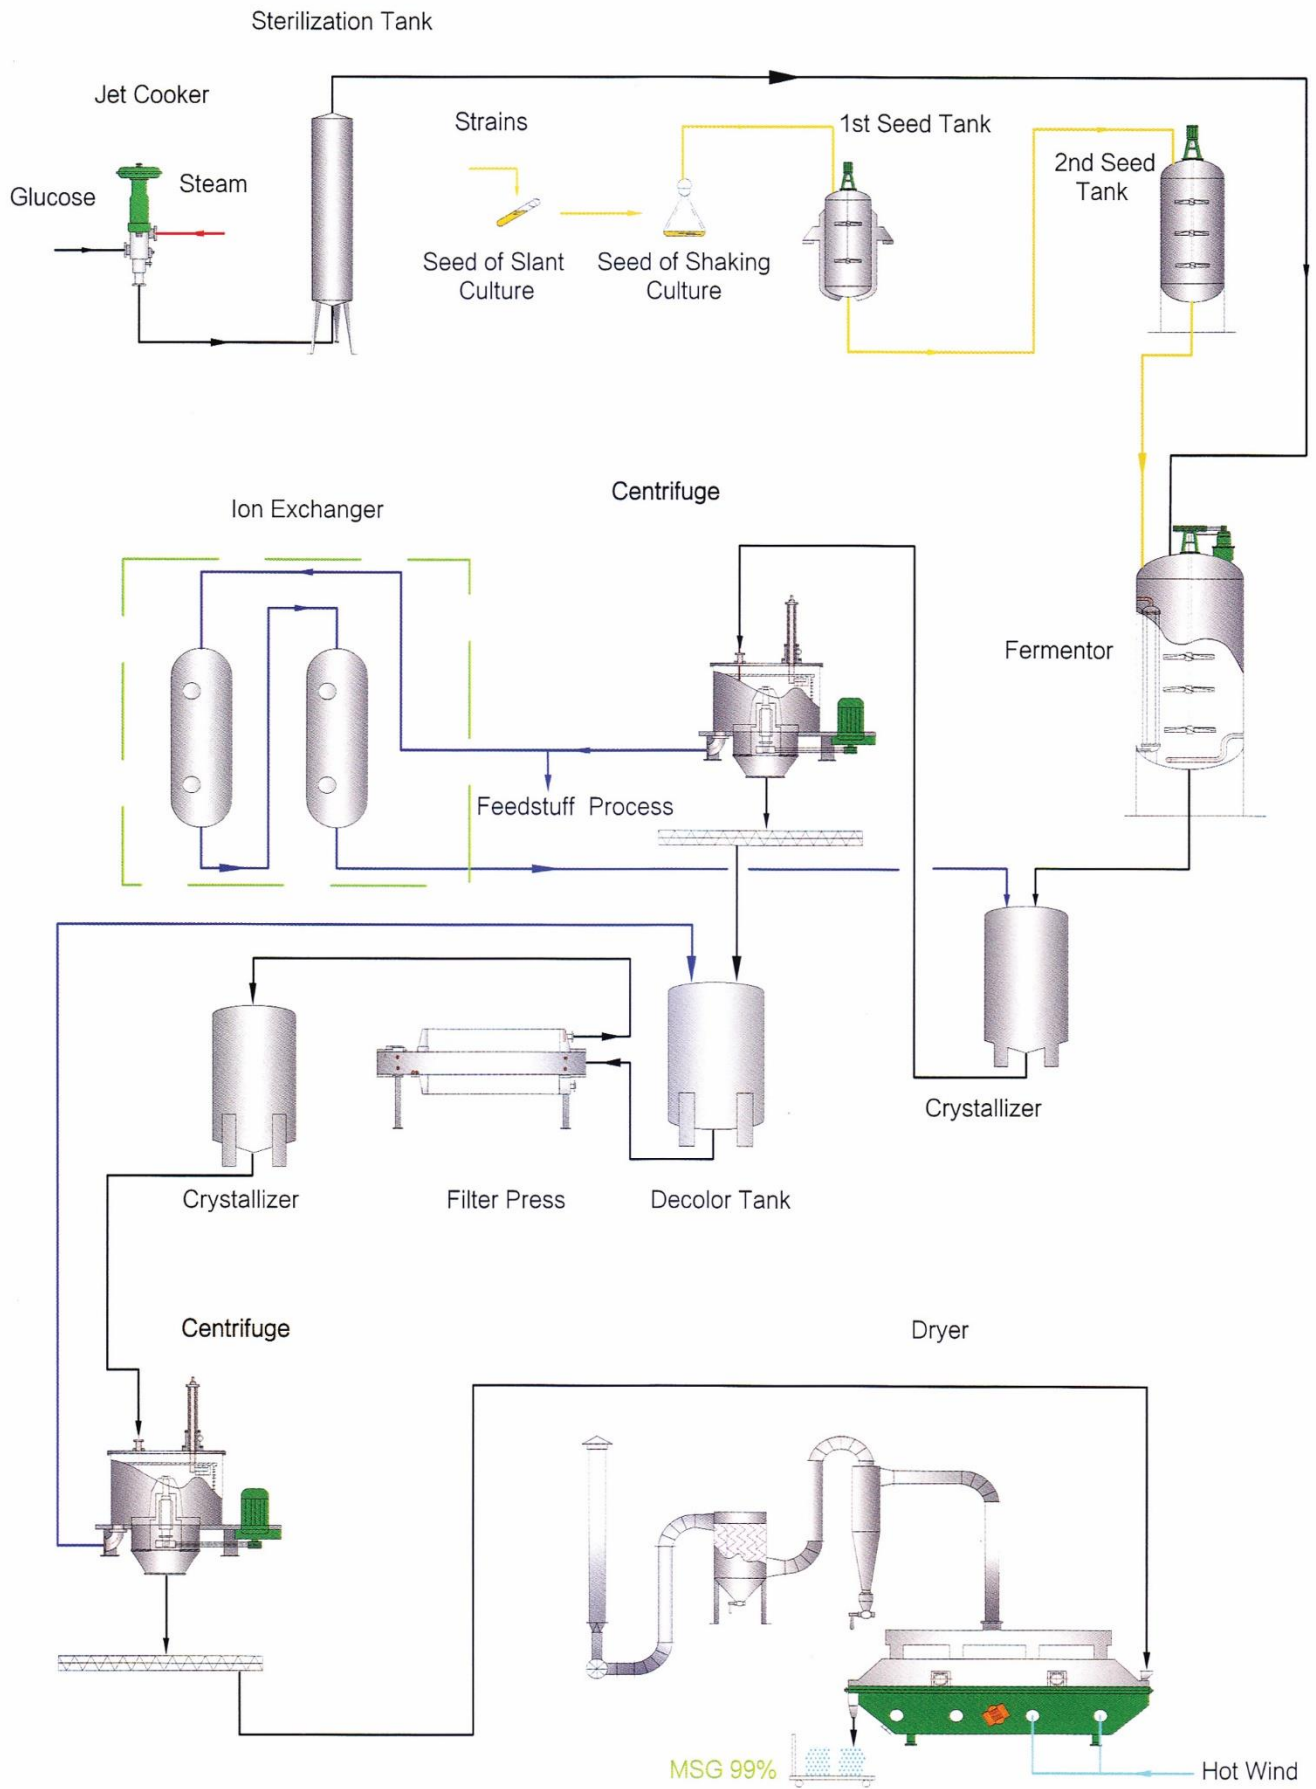 Sterilization Tank
Jet Cooker
Strains
1st Seed Tank
2nd Seed
Tank
Glucose
Steam
Seed of Slant
Culture
Seed of Shaking
Culture
Centrifuge
Ion Exchanger
Fermentor
Feedstuff Process
Crystallizer
Crystallizer
Filter Press
Decolor Tank
Centrifuge
Dryer
MSG 99%
Hot Wind